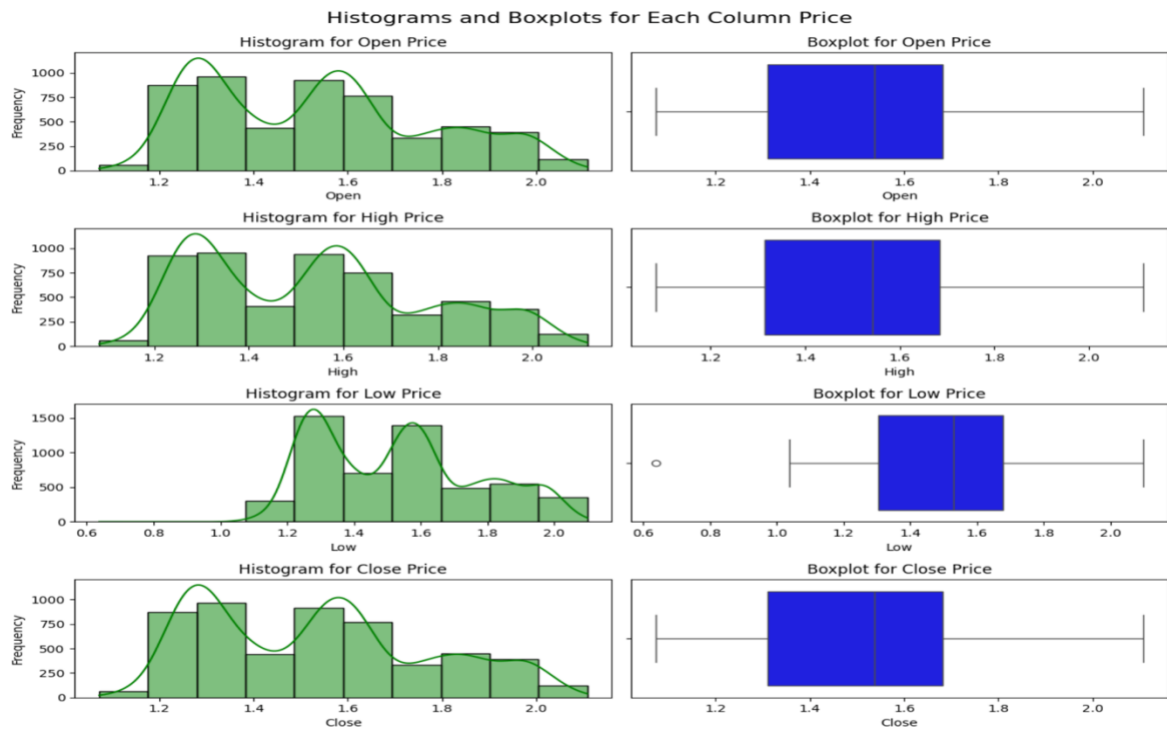 Histograms and Boxplots for Each Column Price
Histogram for Open Price
Frequency
1000
750
500
250
0
1.2 1.4 1.6 1.8 2.0
Open
Boxplot for Open Price
1.2 1.4 1.6 1.8 2.0
Open
Histogram for High Price
Frequency
1000
750
500
250
0
1.2 1.4 1.6 1.8 2.0
High
Boxplot for High Price
1.2 1.4 1.6 1.8 2.0
High
Histogram for Low Price
Frequency
1500
1000
500
0
0.6 0.8 1.0 1.2 1.4 1.6 1.8 2.0
Low
Boxplot for Low Price
0.6 0.8 1.0 1.2 1.4 1.6 1.8 2.0
Low
Histogram for Close Price
Frequency
1000
750
500
250
0
1.2 1.4 1.6 1.8 2.0
Close
Boxplot for Close Price
1.2 1.4 1.6 1.8 2.0
Close